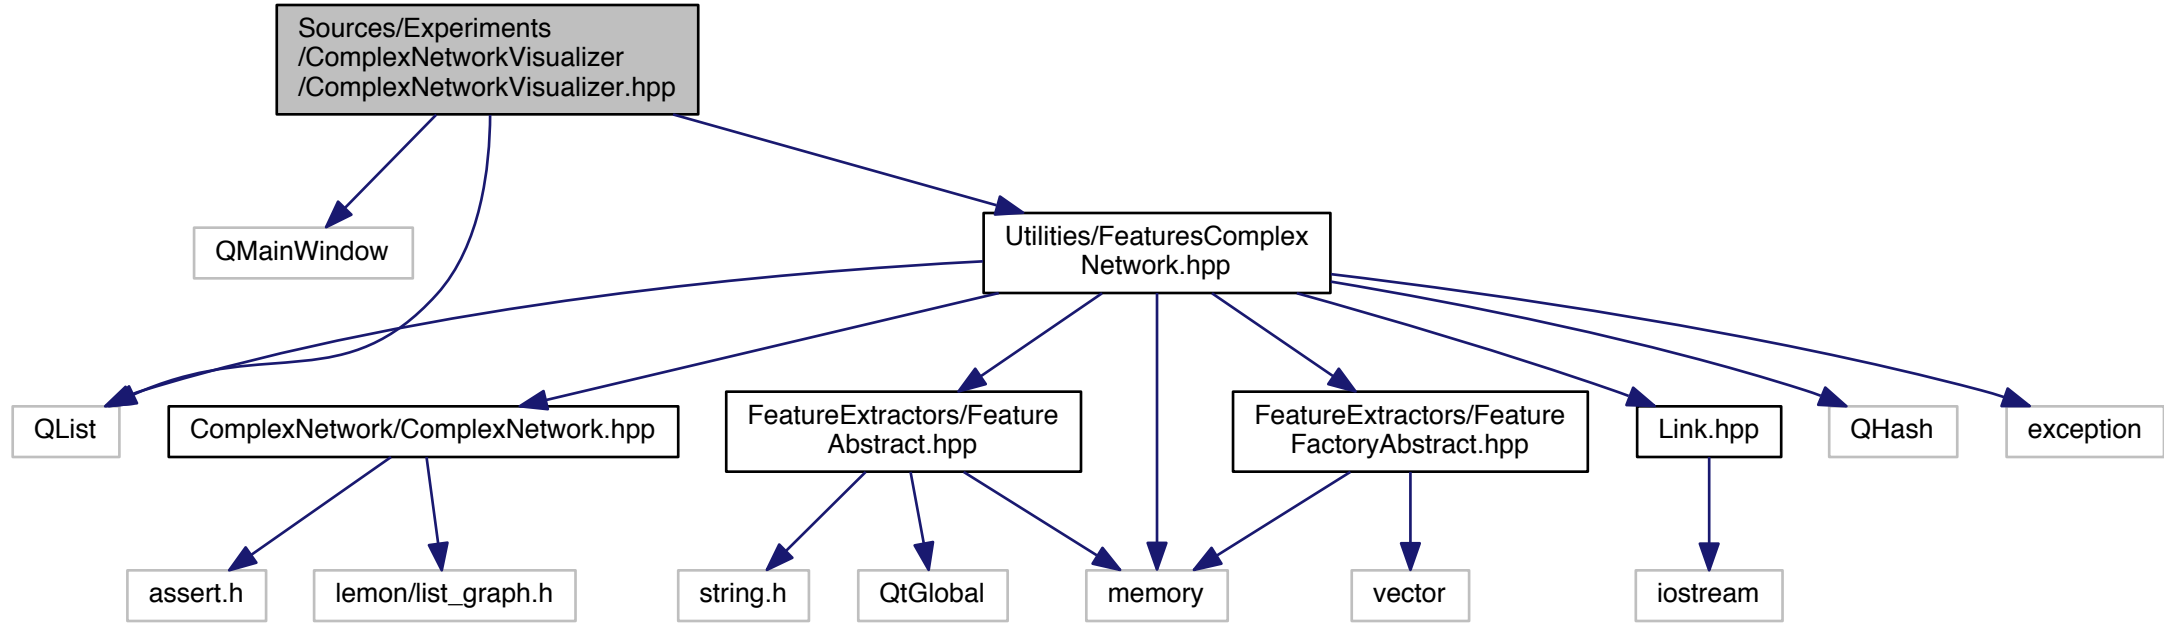 Sources/Experiments
/ComplexNetworkVisualizer
/ComplexNetworkVisualizer.hpp
QMainWindow
Utilities/FeaturesComplex
Network.hpp
QList
ComplexNetwork/ComplexNetwork.hpp
FeatureExtractors/Feature
Abstract.hpp
FeatureExtractors/Feature
FactoryAbstract.hpp
Link.hpp
QHash
exception
assert.h
lemon/list_graph.h
string.h
QtGlobal
memory
vector
iostream